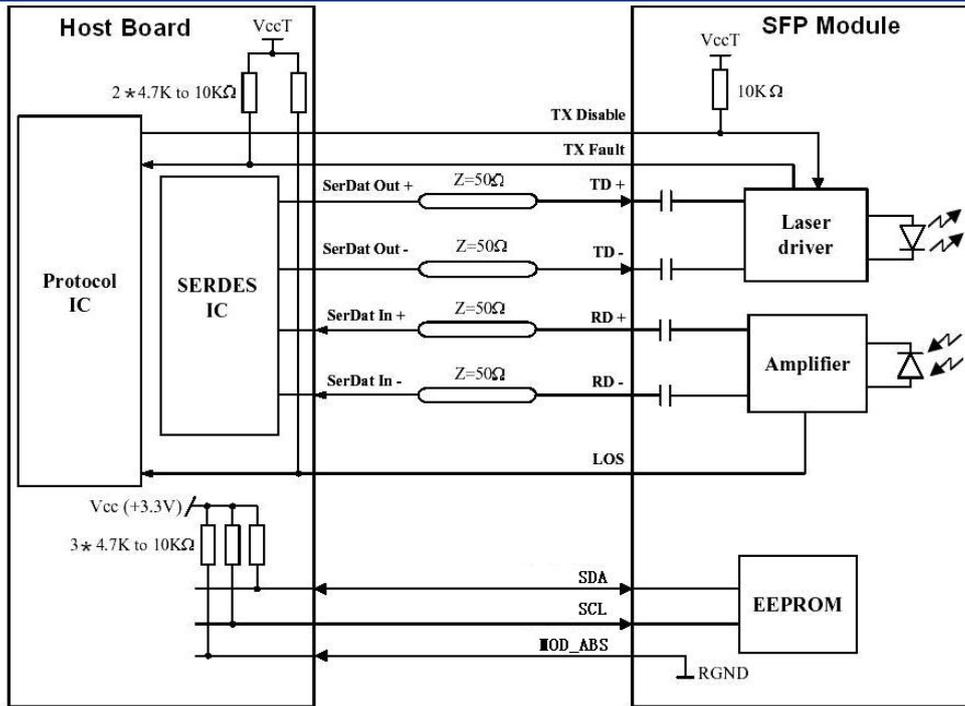 Host Board
VccT
SFP Module
VccT
2*4.7K to 10KΩ
10KΩ
TX Disable
TX Fault
SerDat Out +
Z=50Ω
TD +
Laser
driver
SerDat Out -
Z=50Ω
TD -
Protocol
IC
SERDES
IC
SerDat In +
Z=50Ω
RD +
Amplifier
SerDat In -
Z=50Ω
RD -
LOS
Vcc (+3.3V)
3*4.7K to 10KΩ
SDA
SCL
EEPROM
MOD_ABS
RGND